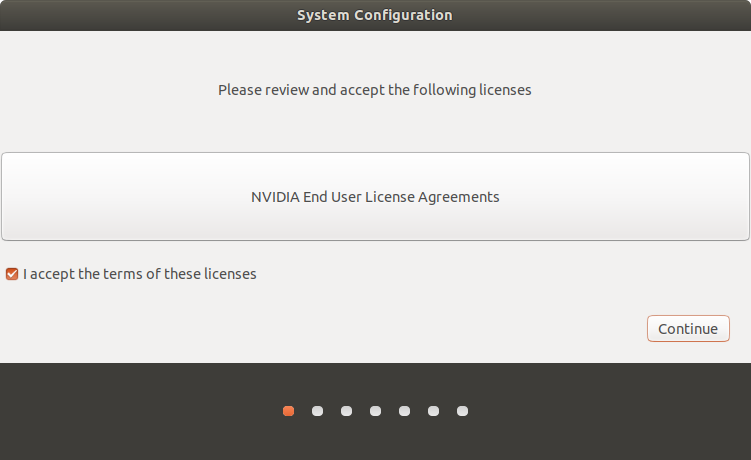 System Configuration
Please review and accept the following licenses
NVIDIA End User License Agreements
I accept the terms of these licenses
Continue